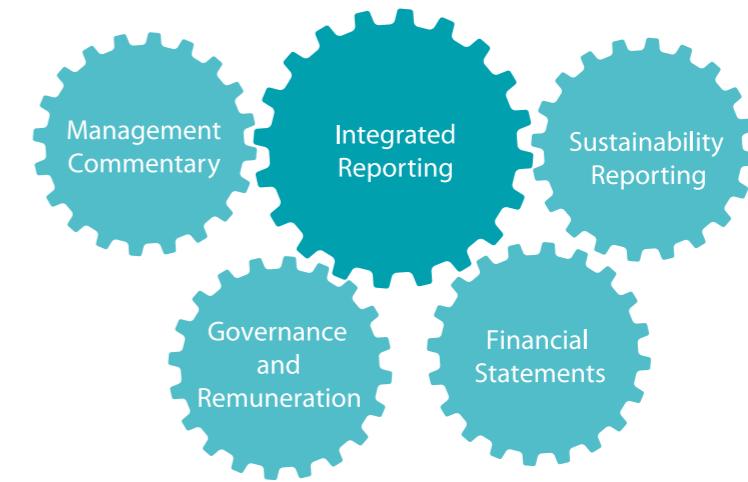 Management
Commentary
Integrated
Reporting
Sustainability
Reporting
Governance
and
Remuneration
Financial
Statements